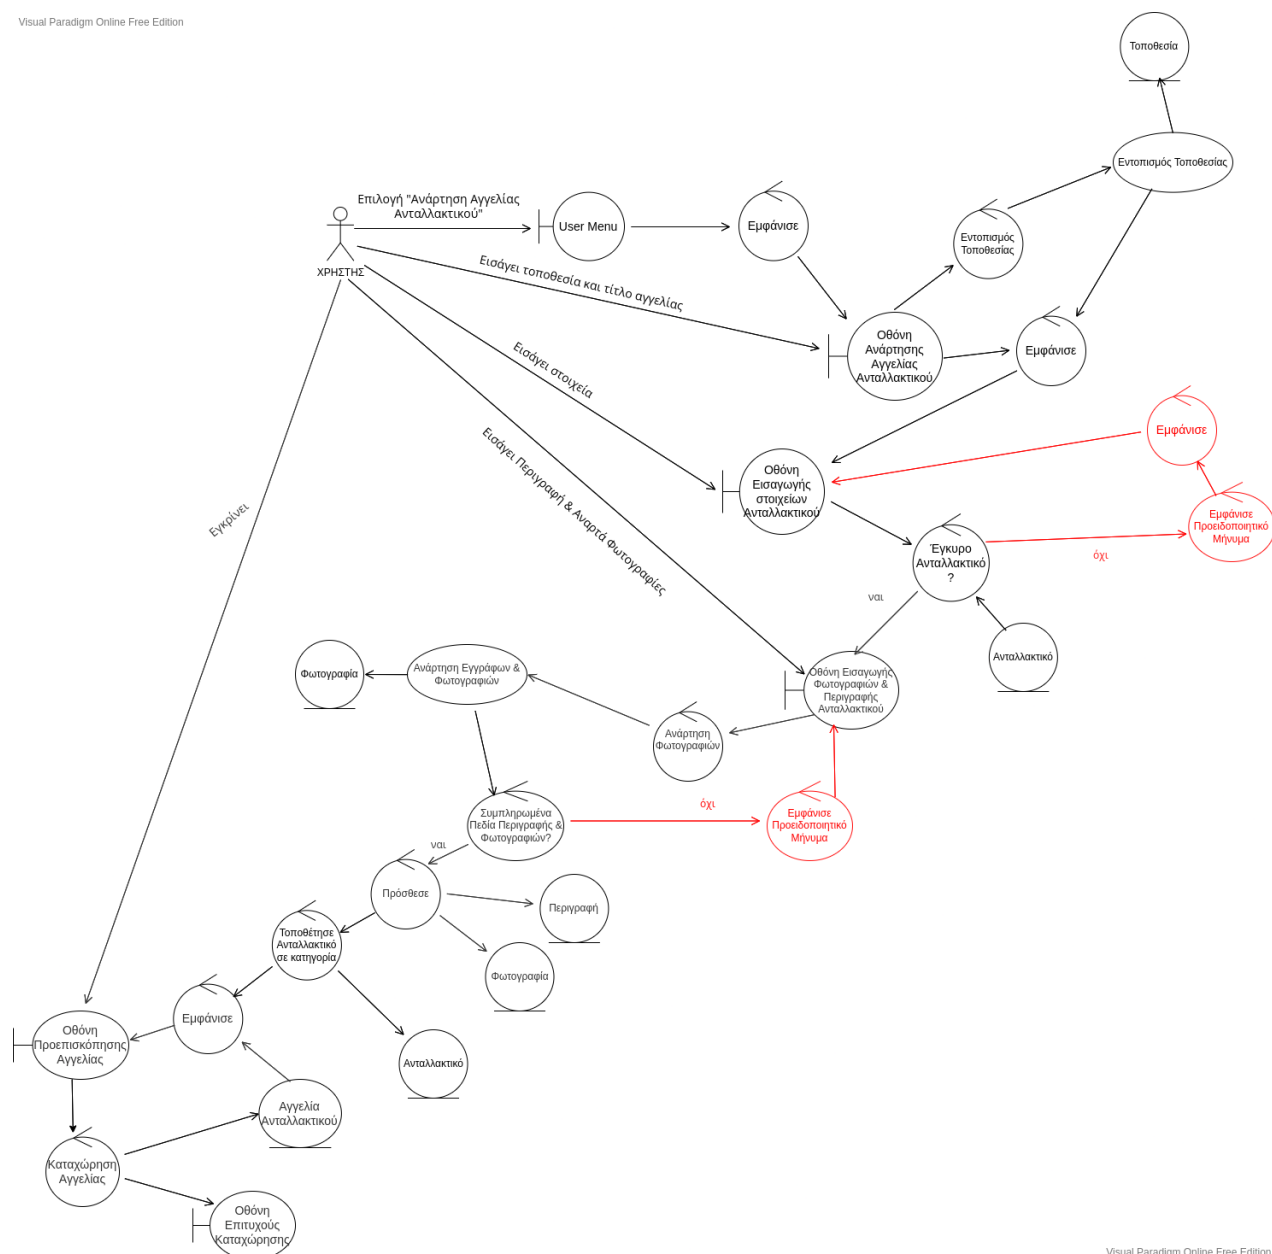 Visual Paradigm Online Free Edition
Τοποθεσία
Εντοπισμός Τοποθεσίας
Επιλογή "Ανάρτηση Αγγελίας
Ανταλλακτικού"
User Menu
Εμφάνισε
Εντοπισμός
Τοποθεσίας
ΧΡΗΣΤΗΣ
Εισάγει τοποθεσία και τίτλο αγγελίας
Οθόνη
Ανάρτησης
Αγγελίας
Ανταλλακτικού
Εμφάνισε
Εισάγει στοιχεία
Εμφάνισε
Εισάγει Περιγραφή & Αναρτά Φωτογραφίες
Οθόνη
Εισαγωγής
στοιχείων
Ανταλλακτικού
Εγκρίνει
Εμφάνισε
Προειδοποιητικό
Μήνυμα
Έγκυρο
Ανταλλακτικό
?
όχι
ναι
Ανταλλακτικό
Φωτογραφία
Ανάρτηση Εγγράφων &
Φωτογραφιών
Οθόνη Εισαγωγής
Φωτογραφιών &
Περιγραφής
Ανταλλακτικού
Ανάρτηση
Φωτογραφιών
Συμπληρωμένα
Πεδία Περιγραφής &
Φωτογραφιών?
όχι
Εμφάνισε
Προειδοποιητικό
Μήνυμα
ναι
Πρόσθεσε
Περιγραφή
Τοποθέτησε
Ανταλλακτικό
σε κατηγορία
Φωτογραφία
Εμφάνισε
Οθόνη
Προεπισκόπησης
Αγγελίας
Ανταλλακτικό
Αγγελία
Ανταλλακτικού
Καταχώρηση
Αγγελίας
Οθόνη
Επιτυχούς
Καταχώρησης
Visual Paradigm Online Free Edition